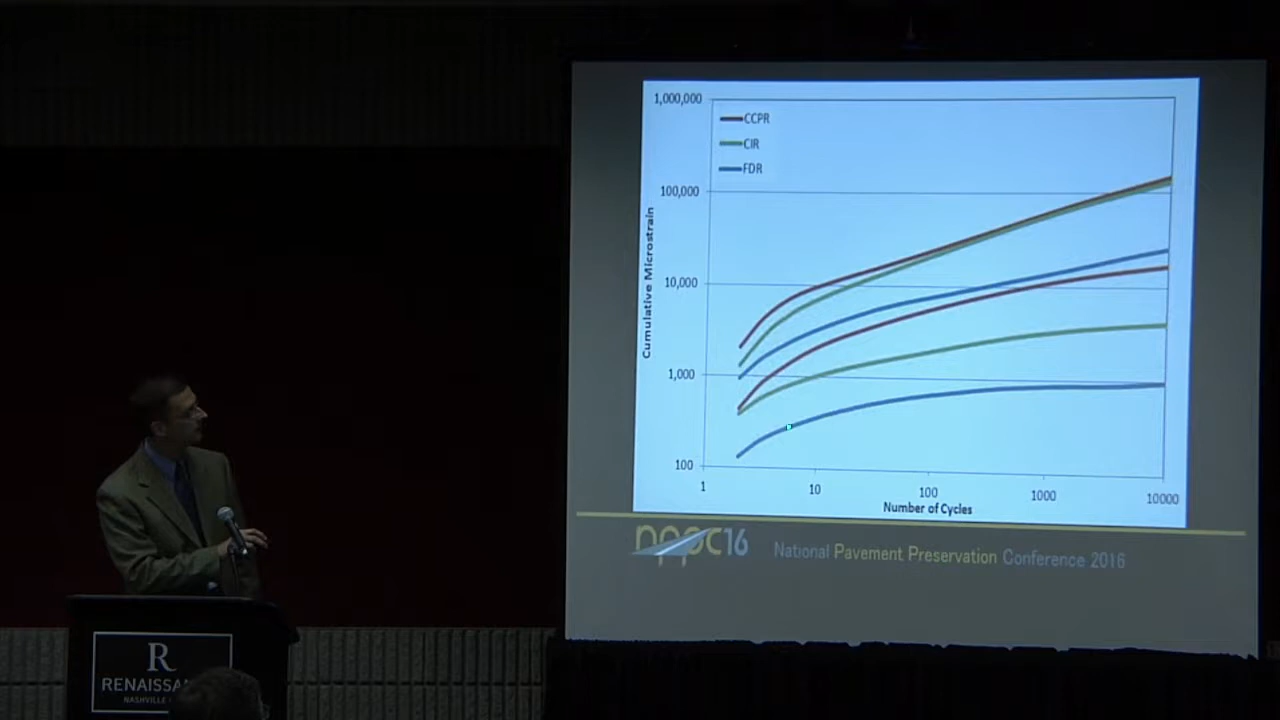 1,000,000
CCPR
CIR
FDR
100,000
10,000
1,000
100
Cumulative Microstrain
1
10
100
1000
10000
Number of Cycles
nppc16
National Pavement Preservation Conference 2016
R
RENAISSA
NASHVILLE